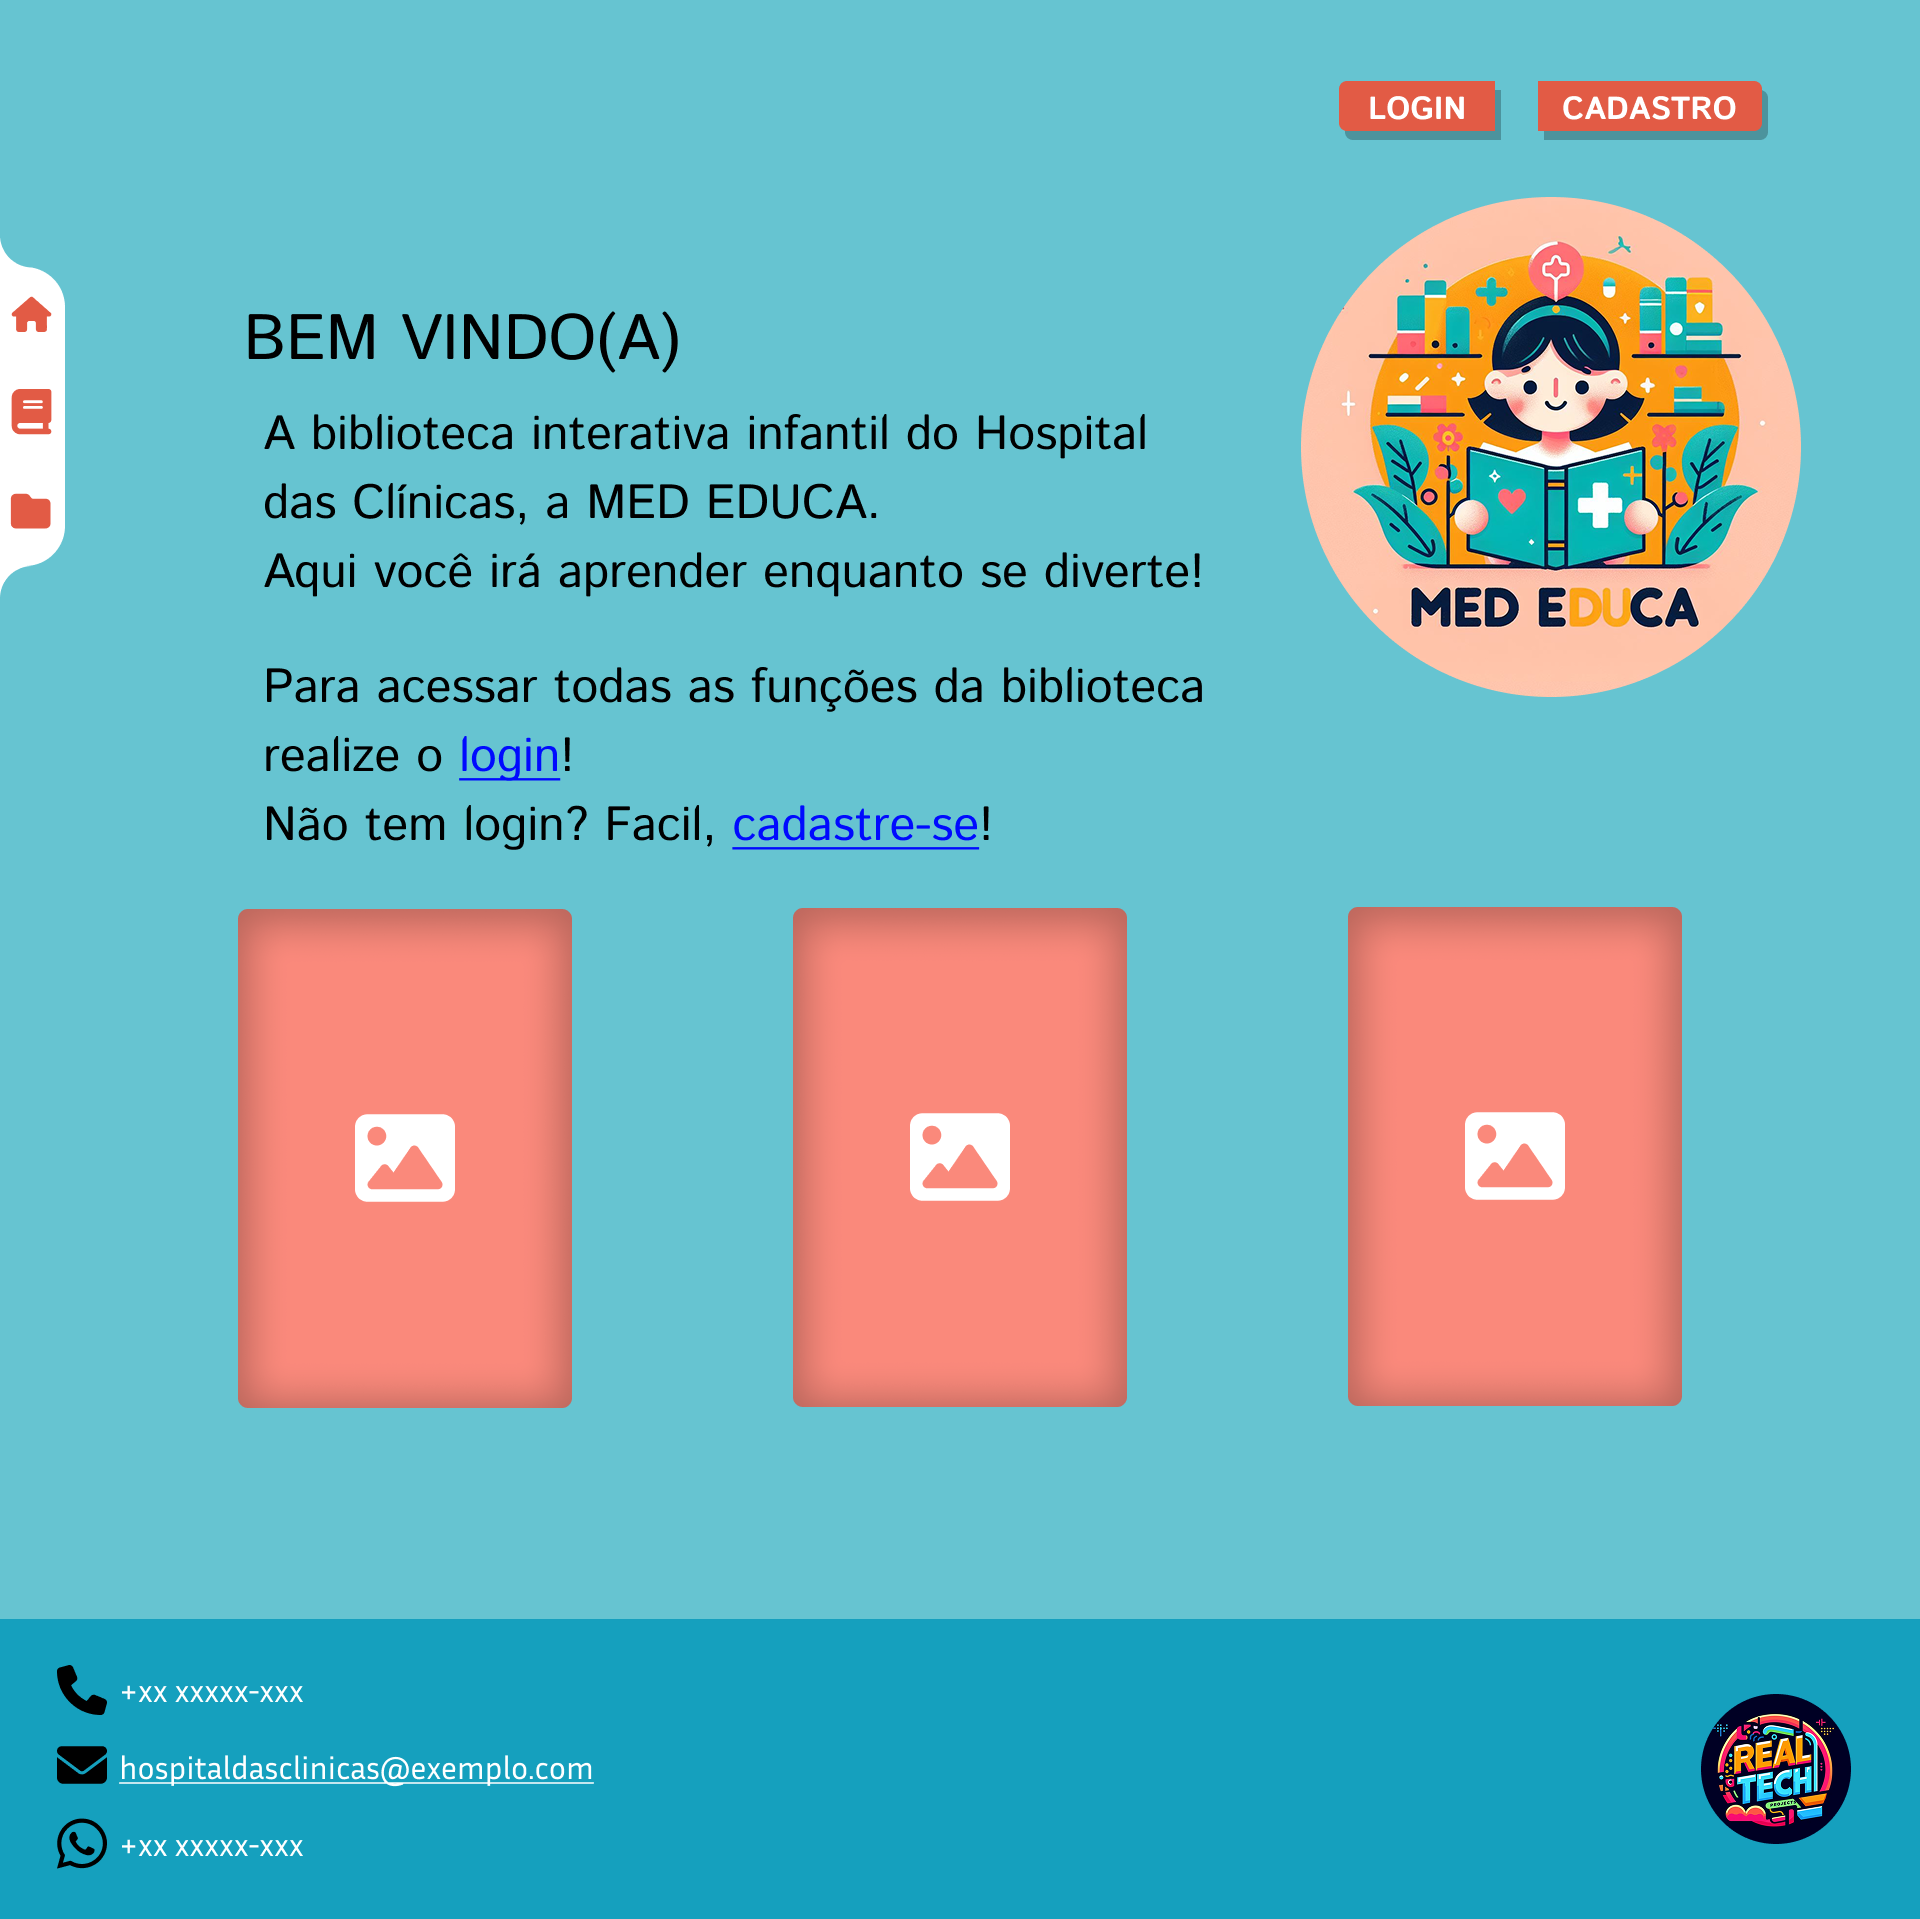 LOGIN
CADASTRO
BEM VINDO(A)
A biblioteca interativa infantil do Hospital
das Clínicas, a MED EDUCA.
Aqui você irá aprender enquanto se diverte!
Para acessar todas as funções da biblioteca
realize o login!
Não tem login? Facil, cadastre-se!
MED EDUCA
+xx xxxxx-xxx
hospitaldasclinicas@exemplo.com
+xx xxxxx-xxx
REAL
TECH
PROJECTS